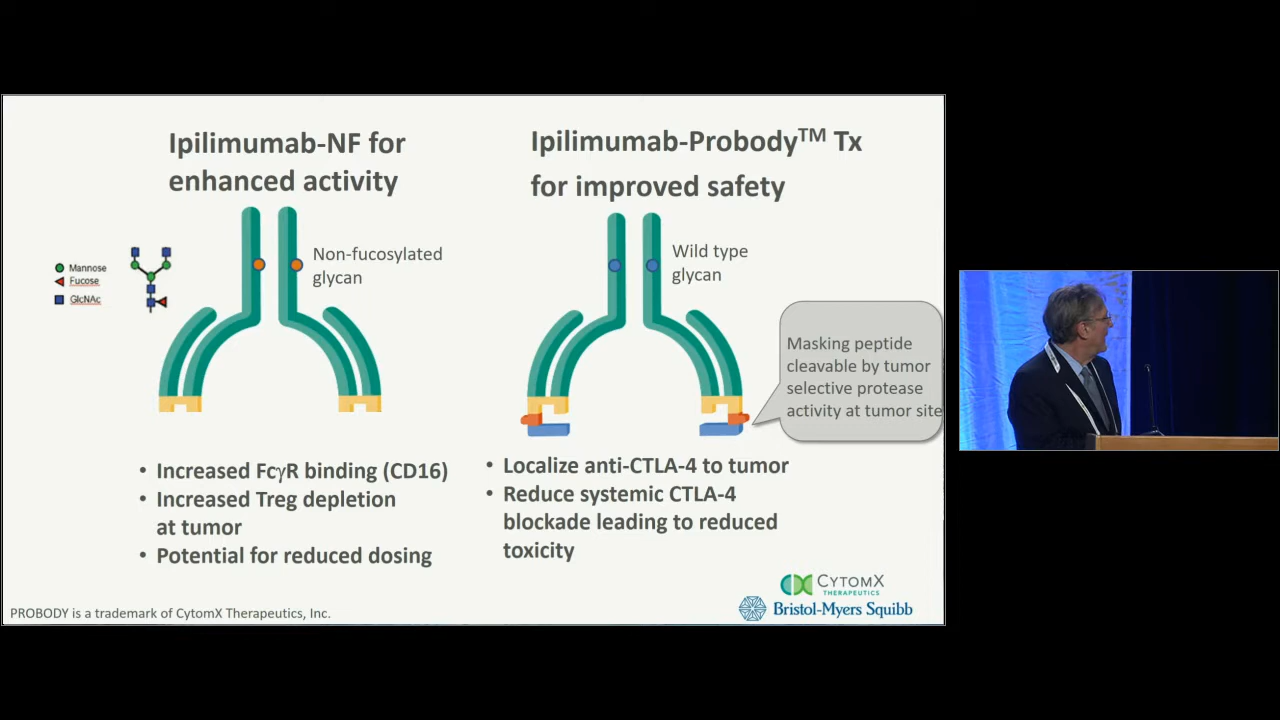 Ipilimumab-NF for
enhanced activity
Mannose
Fucose
GlcNAc
Non-fucosylated
glycan
• Increased FcγR binding (CD16)
• Increased Treg depletion
at tumor
• Potential for reduced dosing
Ipilimumab-Probody™ Tx
for improved safety
Wild type
glycan
Masking peptide
cleavable by tumor
selective protease
activity at tumor site
• Localize anti-CTLA-4 to tumor
• Reduce systemic CTLA-4
blockade leading to reduced
toxicity
CYTOMX
THERAPEUTICS
Bristol-Myers Squibb
PROBODY is a trademark of CytomX Therapeutics, Inc.